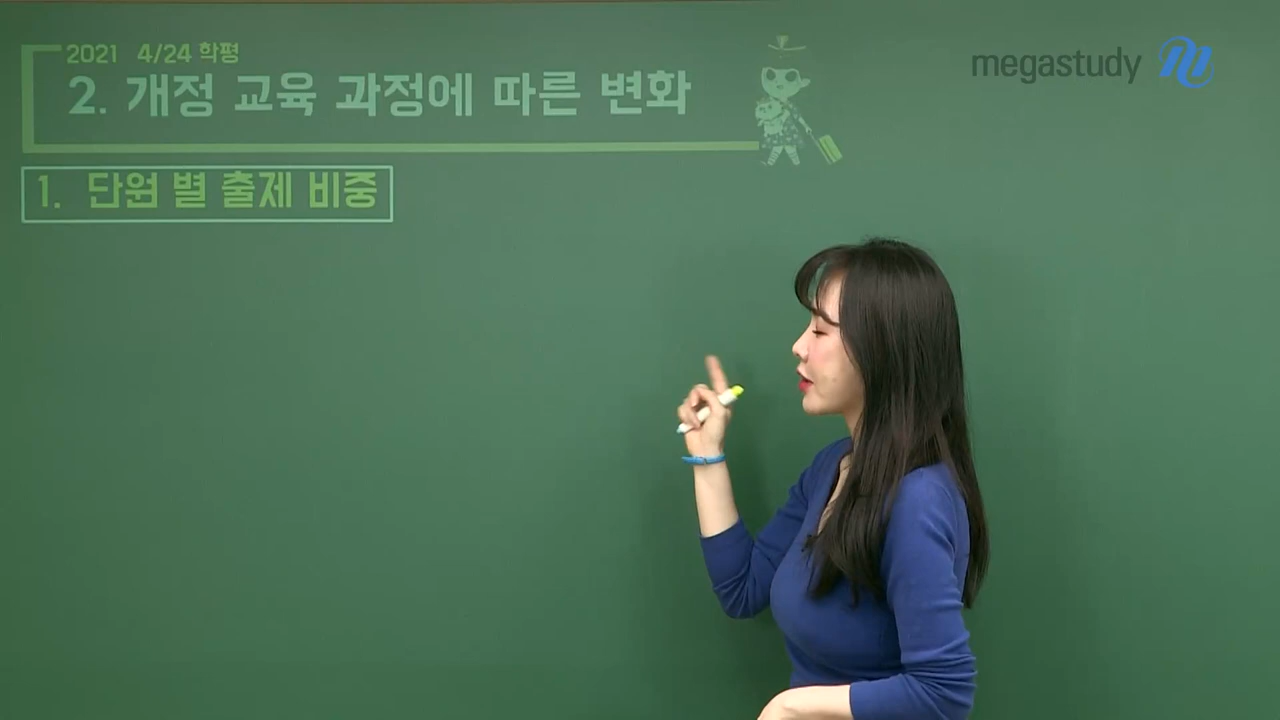 2021 4/24 학평
megastudy
2. 개정 교육 과정에 따른 변화
1. 단원 별 출제 비중